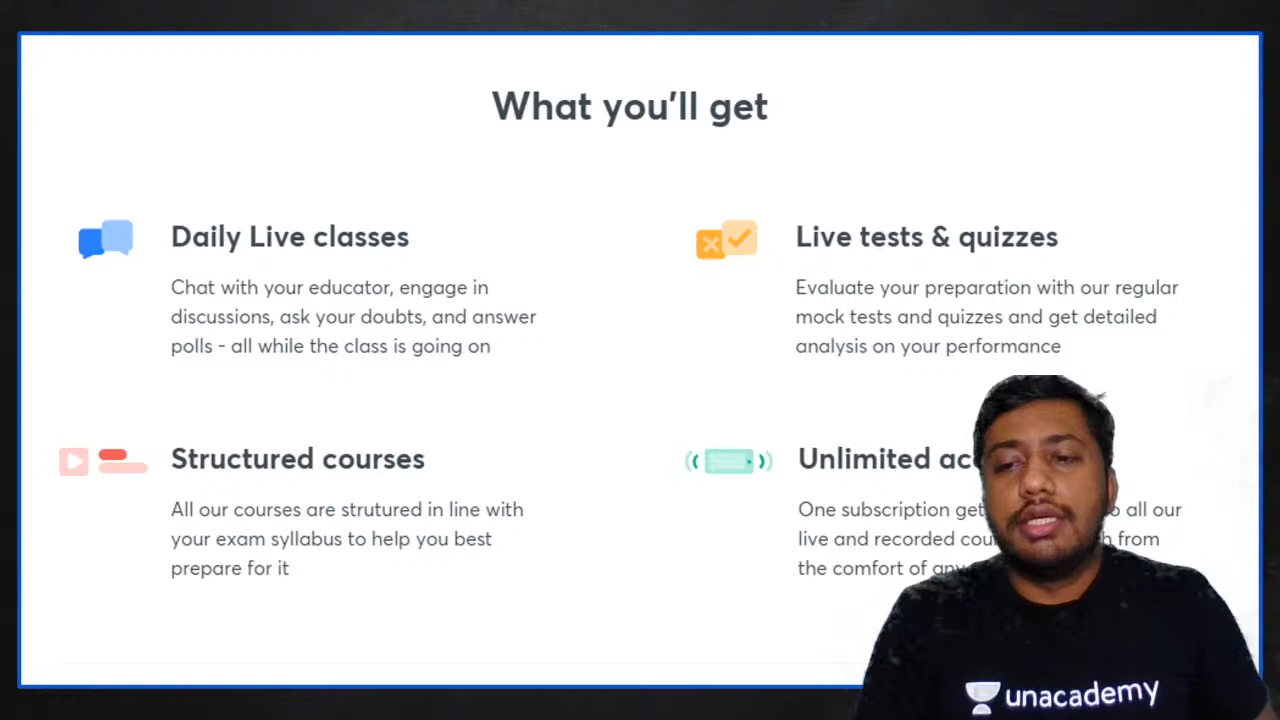 What you'll get
Daily Live classes
Chat with your educator, engage in
discussions, ask your doubts, and answer
polls - all while the class is going on
Live tests & quizzes
Evaluate your preparation with our regular
mock tests and quizzes and get detailed
analysis on your performance
Structured courses
All our courses are strutured in line with
your exam syllabus to help you best
prepare for it
Unlimited
One subscription all our
live and recorded from
the comfort of
unacademy